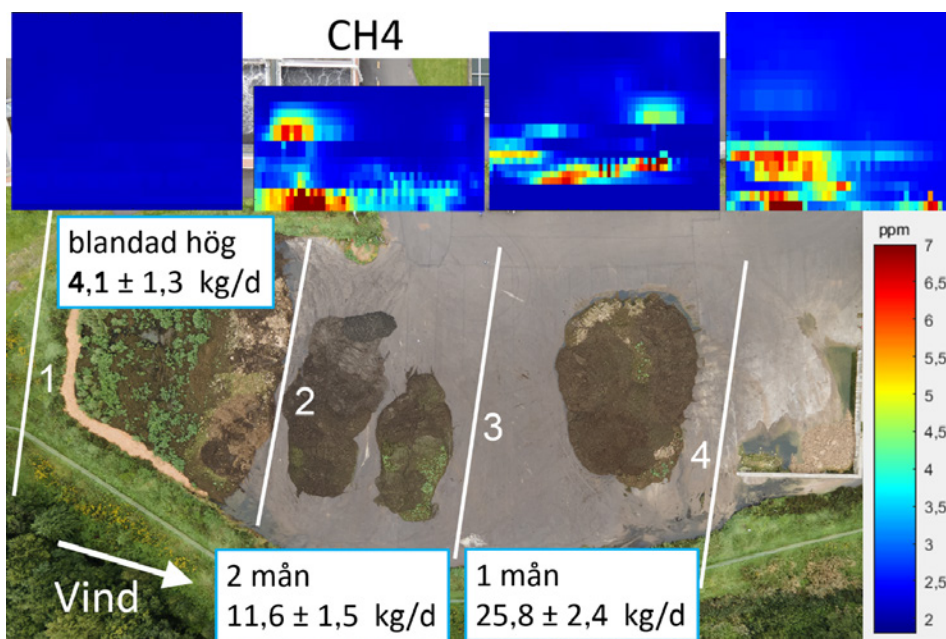 CH4
blandad hög
4,1 ± 1,3 kg/d
ppm
7
6,5
6
5,5
5
4,5
4
3,5
3
2,5
2
1
2
3
4
2 mån
11,6 ± 1,5 kg/d
1 mån
25,8 ± 2,4 kg/d
Vind